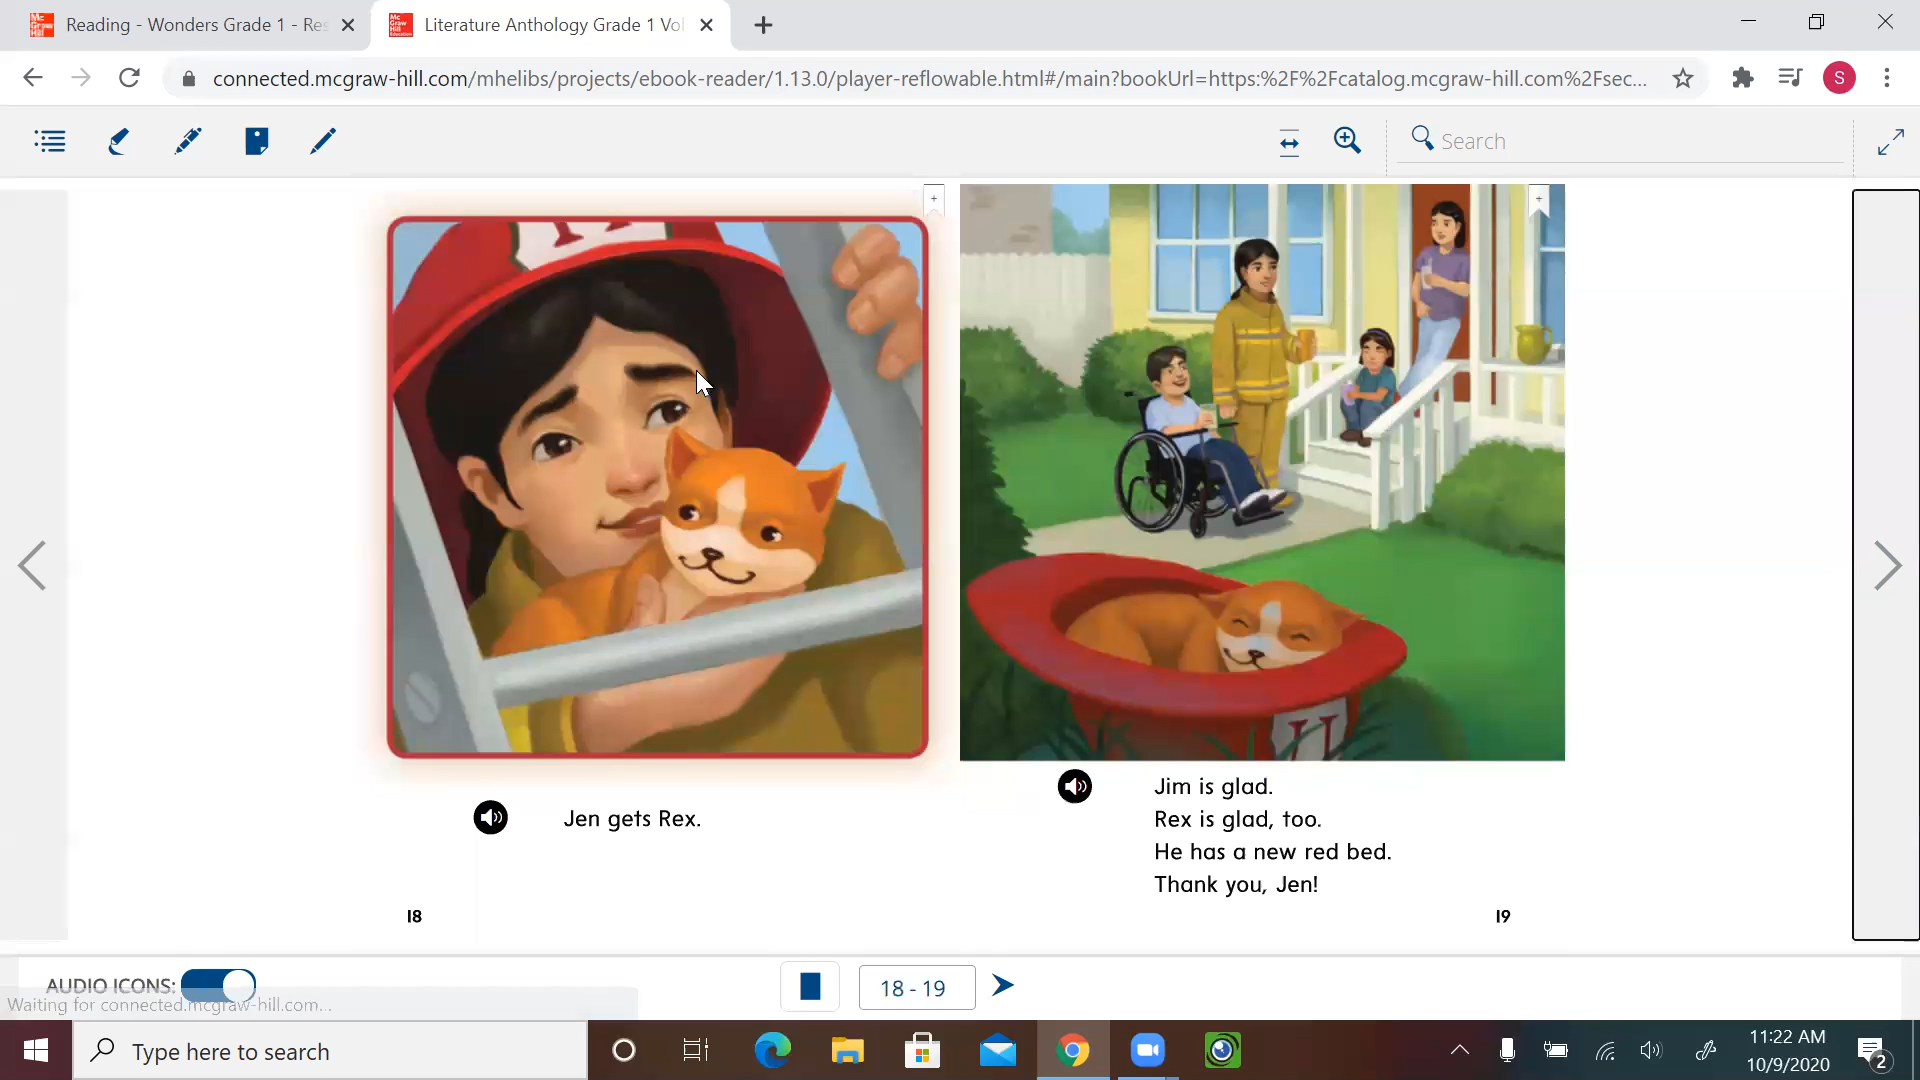 Reading - Wonders Grade 1 - Res
Literature Anthology Grade 1 Vol
connected.mcgraw-hill.com/mhelibs/projects/ebook-reader/1.13.0/player-reflowable.html#/main?bookUrl=https:%2F%2Fcatalog.mcgraw-hill.com%2Fsec...
S
Search
Jen gets Rex.
18
Jim is glad.
Rex is glad, too.
He has a new red bed.
Thank you, Jen!
19
AUDIO ICONS:
18 - 19
Waiting for connected.mcgraw-hill.com...
Type here to search
11:22 AM
10/9/2020
2